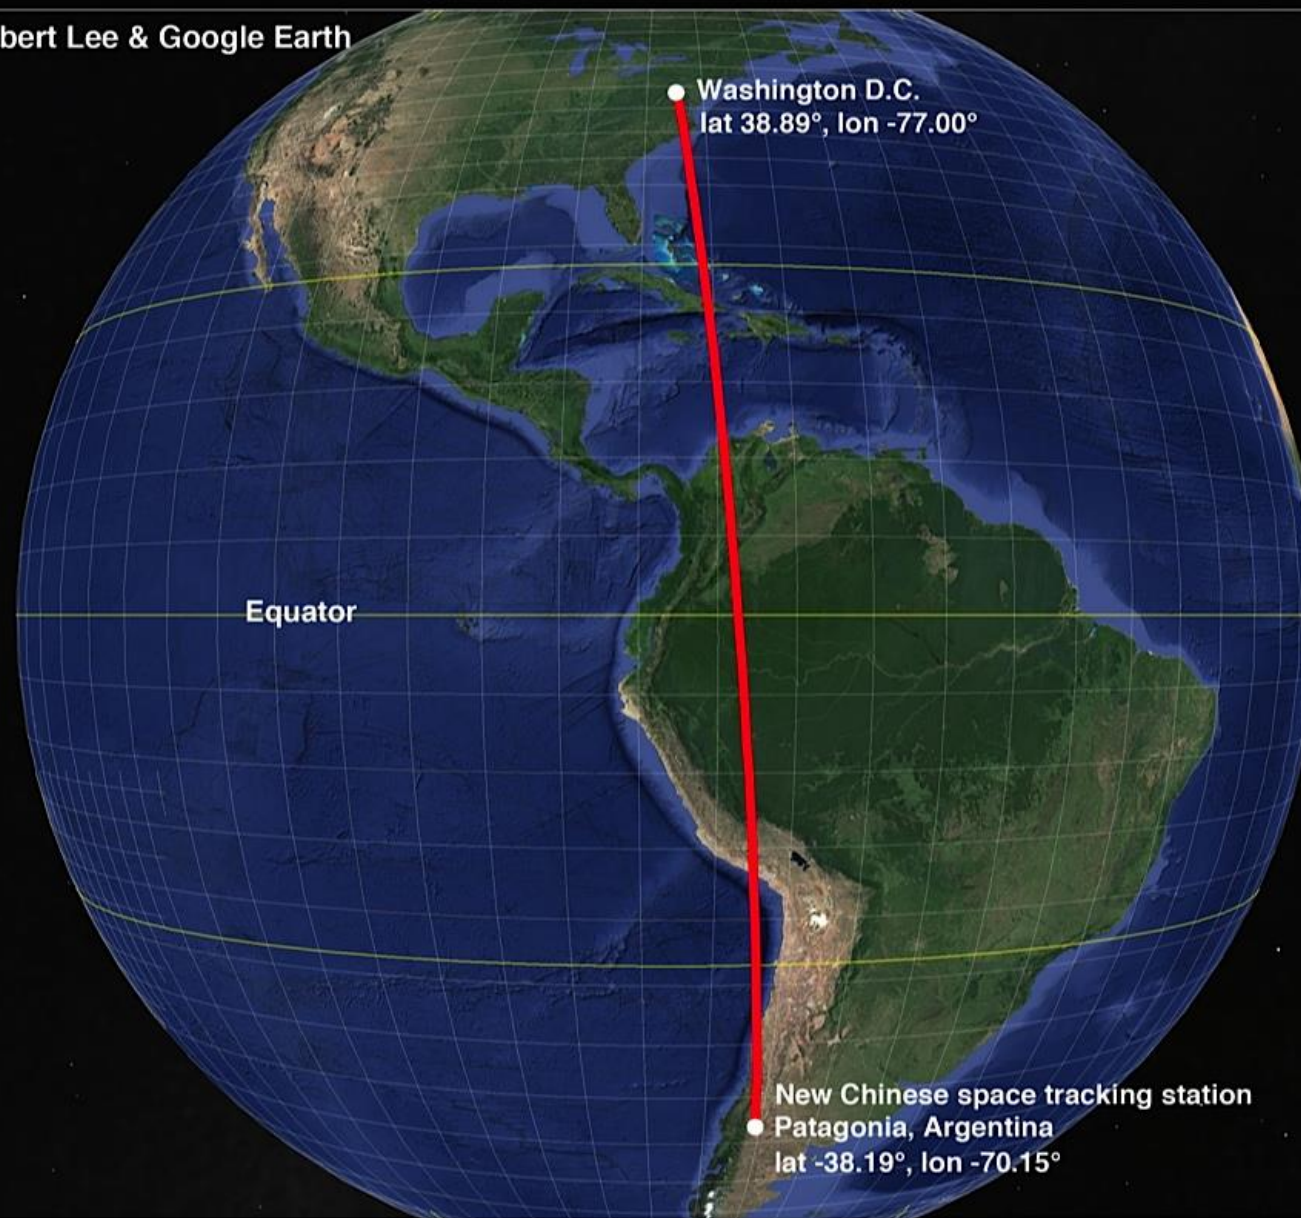 bert Lee & Google Earth
Washington D.C.
lat 38.89°, lon -77.00°
Equator
New Chinese space tracking station
Patagonia, Argentina
lat -38.19°, lon -70.15°